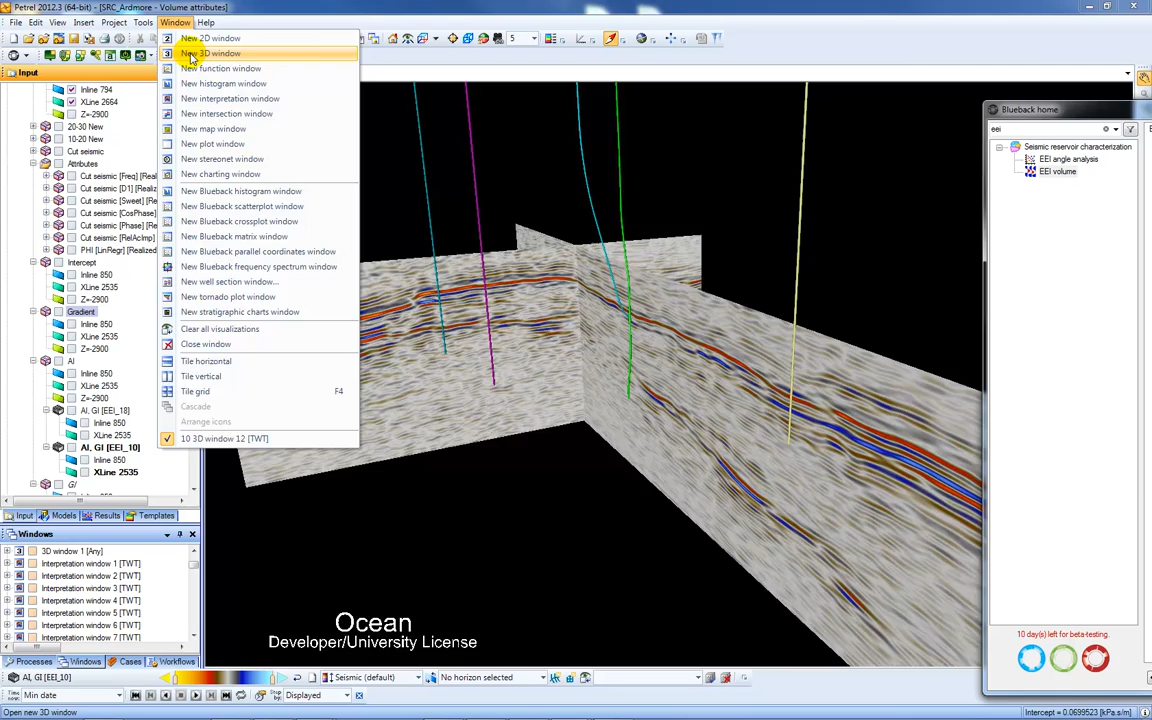 Petrel 2012.3 (64-bit) - [SRC_Ardmore - Volume attributes]
File Edit View Insert Project Tools Window Help
5
Input
Inline 794
XLine 2664
Z=-2900
20-30 New
10-20 New
Cut seismic
Attributes
Cut seismic [Freq] [Rea
Cut seismic [D1] [Realiz
Cut seismic [Sweet] [Re
Cut seismic [CosPhase]
Cut seismic [Phase] [Re
Cut seismic [RelAcImp]
PHI [LinRegr] [Realized
Intercept
Inline 850
XLine 2535
Z=-2900
Gradient
Inline 850
XLine 2535
Z=-2900
AI
Inline 850
XLine 2535
Z=-2900
AI, GI [EEI_18]
Inline 850
XLine 2535
AI, GI [EEI_10]
Inline 850
XLine 2535
GI
Input Models Results Templates
New 2D window
New 3D window
New function window
New histogram window
New interpretation window
New intersection window
New map window
New plot window
New stereonet window
New charting window
New Blueback histogram window
New Blueback scatterplot window
New Blueback crossplot window
New Blueback matrix window
New Blueback parallel coordinates window
New Blueback frequency spectrum window
New well section window...
New tornado plot window
New stratigraphic charts window
Clear all visualizations
Close window
Tile horizontal
Tile vertical
Tile grid F4
Cascade
Arrange icons
10 3D window 12 [TWT]
Blueback home
eei
Seismic reservoir characterization
EEI angle analysis
EEI volume
10 day(s) left for beta-testing.
Windows
3D window 1 [Any]
Interpretation window 1 [TWT]
Interpretation window 2 [TWT]
Interpretation window 3 [TWT]
Interpretation window 4 [TWT]
Interpretation window 5 [TWT]
Interpretation window 6 [TWT]
Interpretation window 7 [TWT]
Processes Windows Cases Workflows
Ocean
Developer/University License
AI, GI [EEI_10]
Seismic (default)
No horizon selected
Time now: Min date
Step by: Displayed
Open new 3D window
Intercept = 0.0699523 [kPa.s/m]